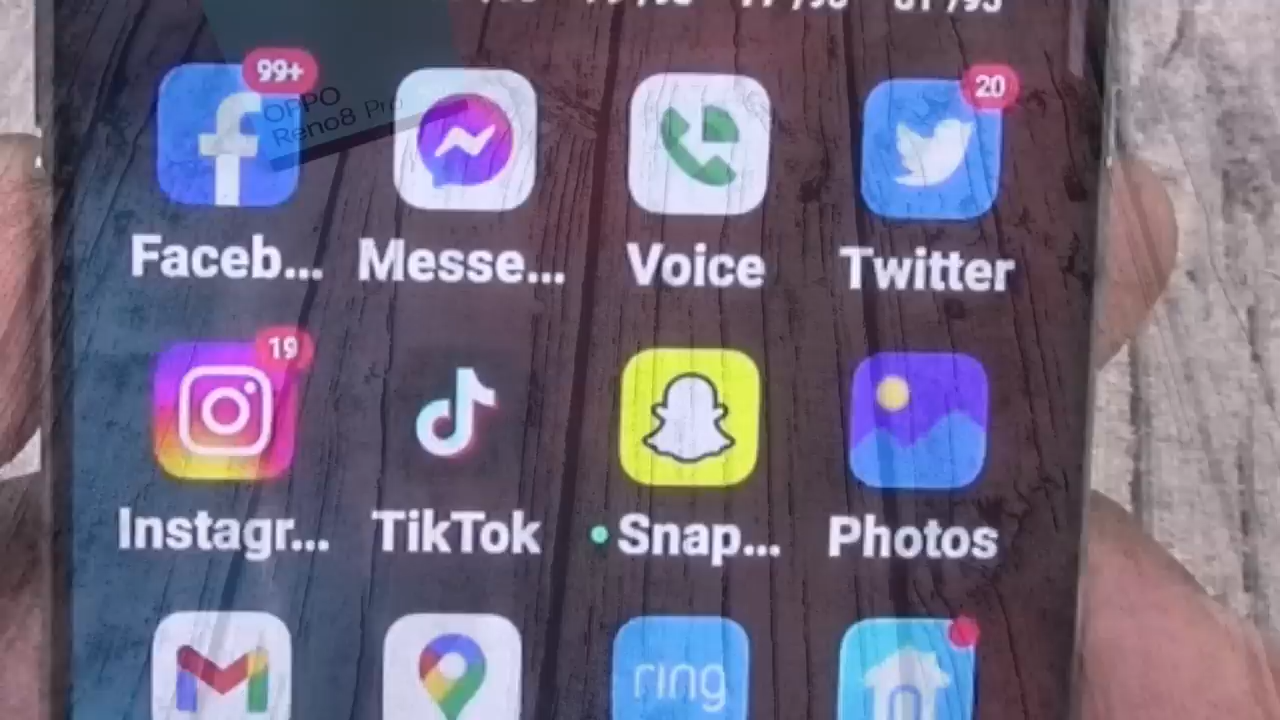 99+
20
OPPO
Reno8 Pro
Faceb...
Messe...
Voice
Twitter
19
Instagr...
TikTok
Snap...
Photos
ring